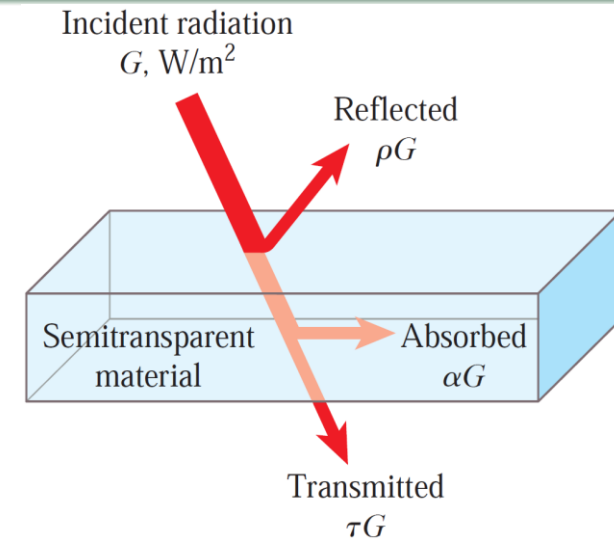 Incident radiation
G, W/m²
Reflected
ρG
Semitransparent
material
Absorbed
αG
Transmitted
τG